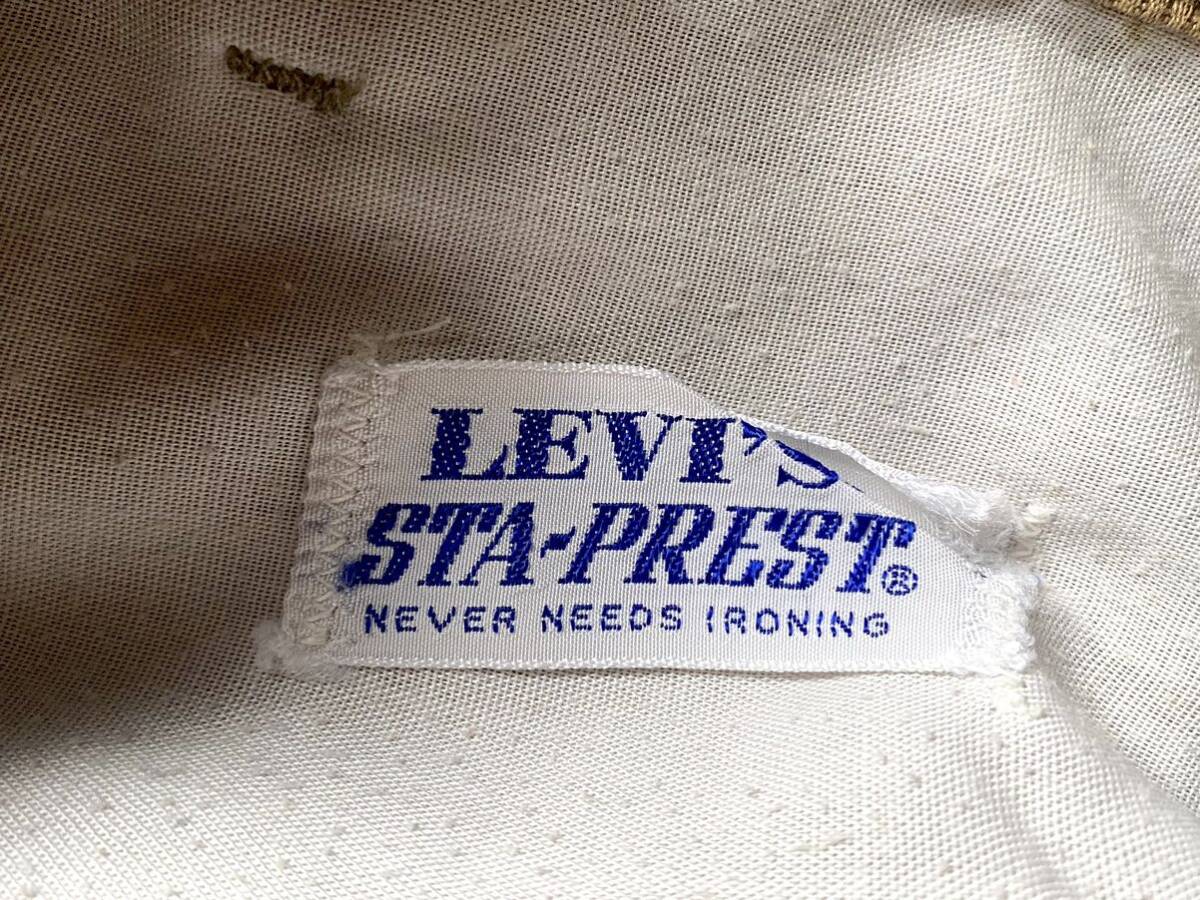 LEVI'S
STA-PREST®
NEVER NEEDS IRONING